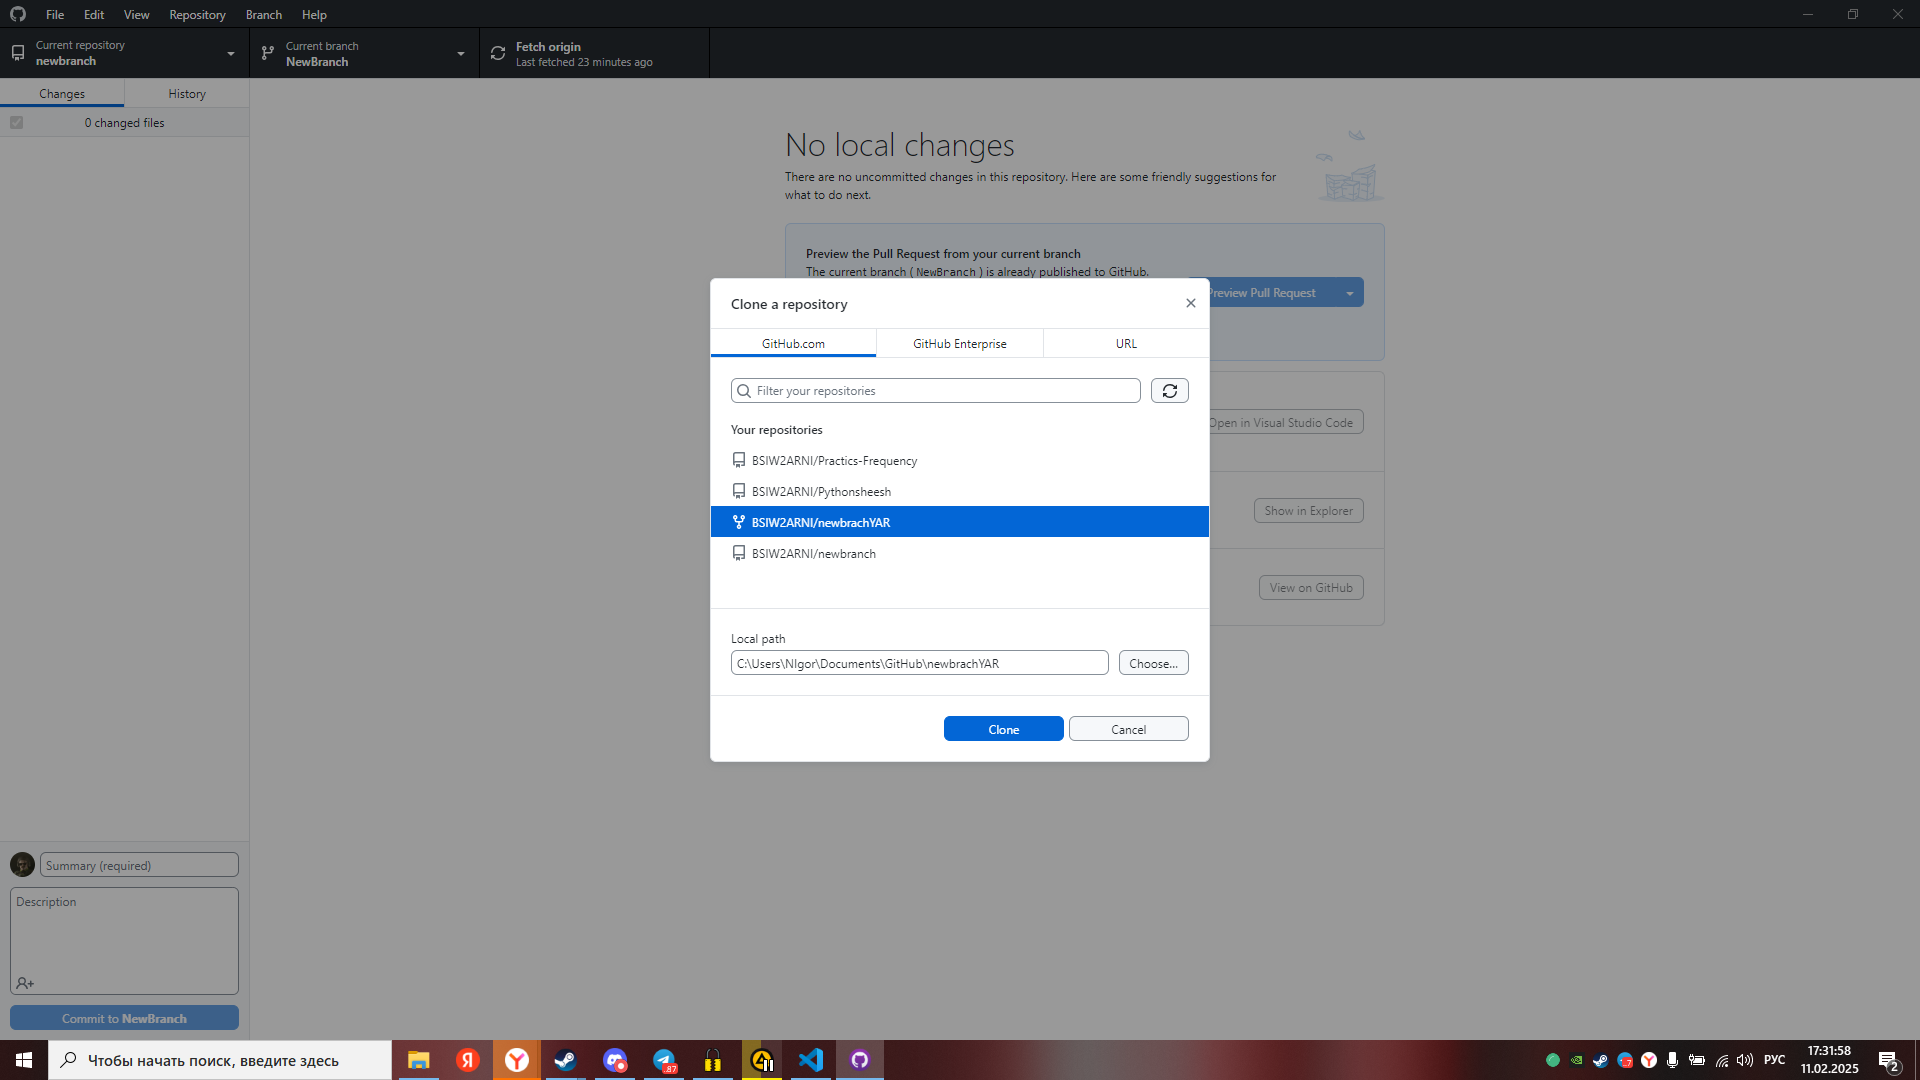 File Edit View Repository Branch Help
Current repository
newbranch
Current branch
NewBranch
Fetch origin
Last fetched 23 minutes ago
Changes History
0 changed files
No local changes
There are no uncommitted changes in this repository. Here are some friendly suggestions for
what to do next.
Preview the Pull Request from your current branch
The current branch ( NewBranch ) is already published to GitHub.
Preview Pull Request
Clone a repository
GitHub.com GitHub Enterprise URL
Filter your repositories
Your repositories
BSIW2ARNI/Practics-Frequency
BSIW2ARNI/Pythonsheesh
BSIW2ARNI/newbrachYAR
BSIW2ARNI/newbranch
Open in Visual Studio Code
Show in Explorer
View on GitHub
Local path
C:\Users\NIgor\Documents\GitHub\newbrachYAR
Choose...
Clone Cancel
Summary (required)
Description
Commit to NewBranch
Чтобы начать поиск, введите здесь
Я
.87
РУС
17:31:58
11.02.2025
2